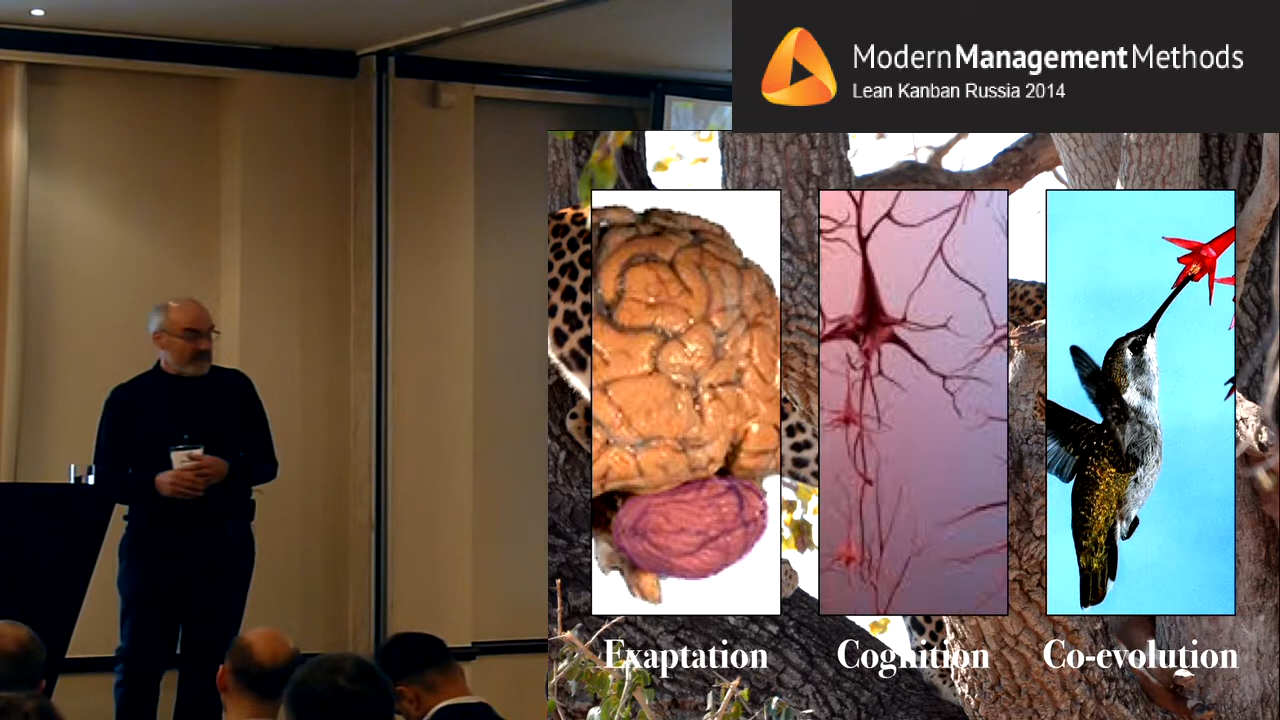 ModernManagementMethods
Lean Kanban Russia 2014
Exaptation
Cognition
Co-evolution